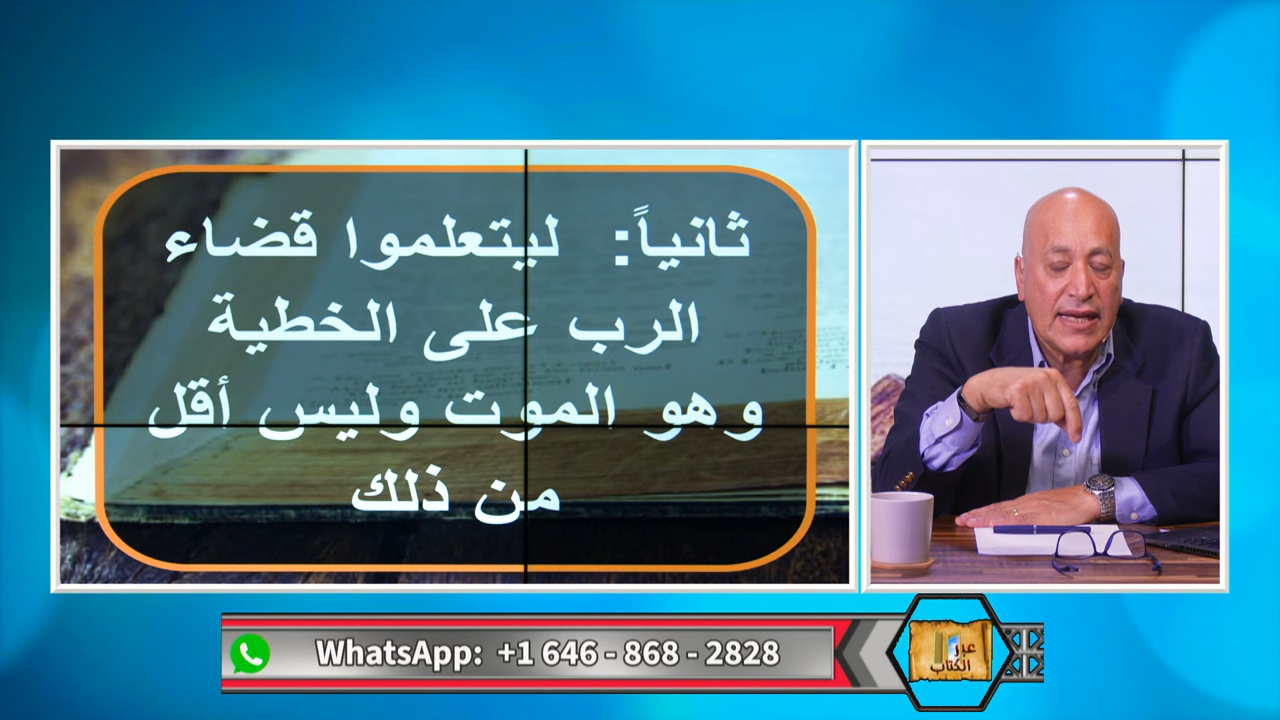 ثانياً: ليتعلموا قضاء
الرب على الخطية
وهو الموت وليس أقل
من ذلك
WhatsApp: +1 646 - 868 - 2828
عبر
الكتاب